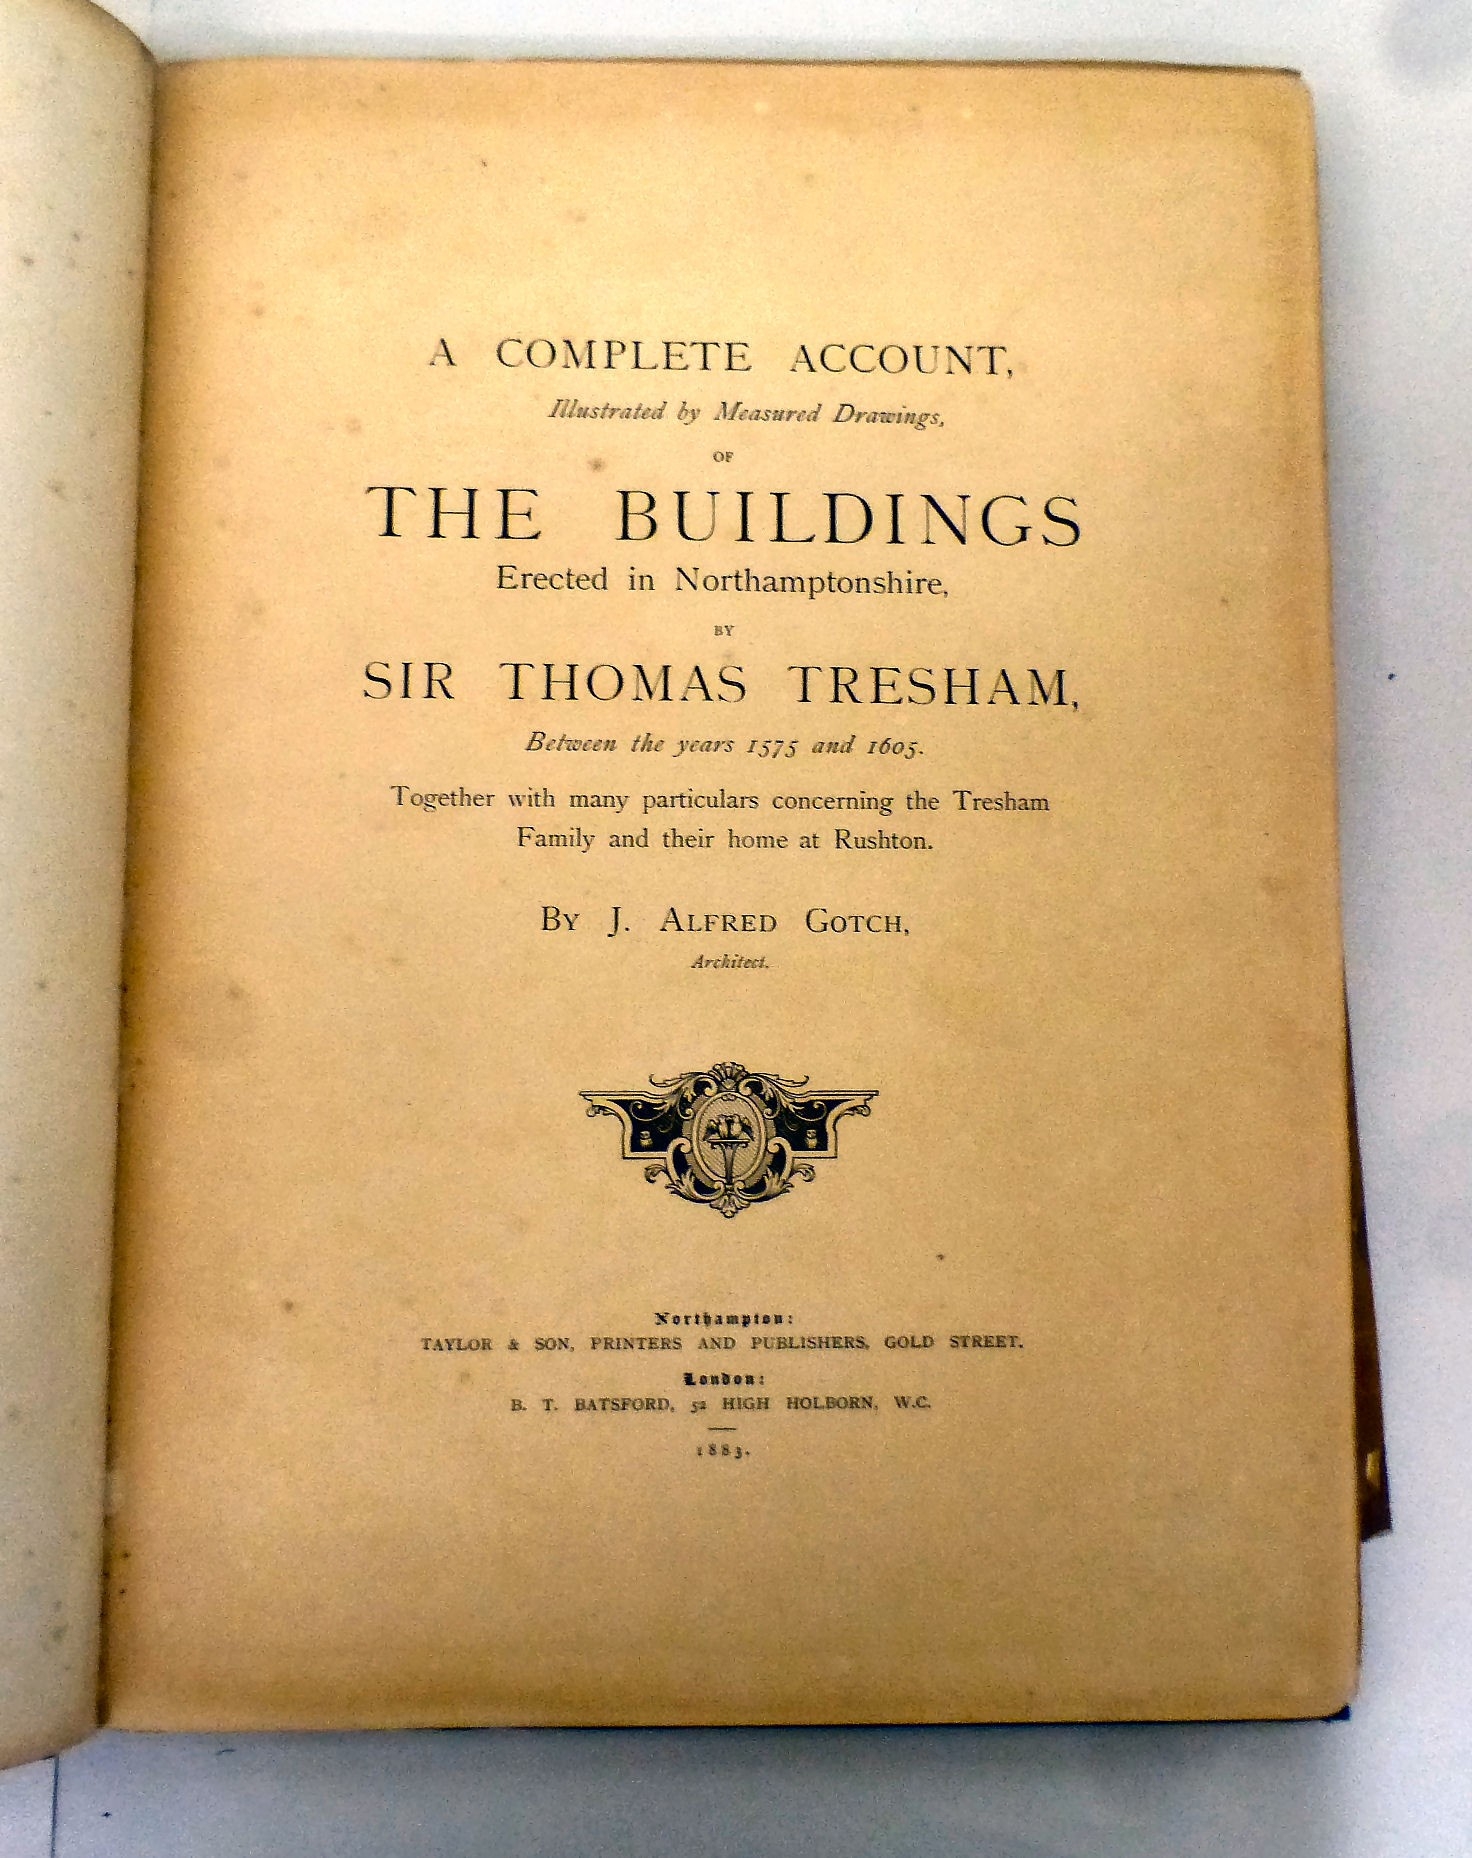 A COMPLETE ACCOUNT,
Illustrated by Measured Drawings,
OF
THE BUILDINGS
Erected in Northamptonshire,
BY
SIR THOMAS TRESHAM,
Between the years 1575 and 1605.
Together with many particulars concerning the Tresham
Family and their home at Rushton.
BY J. ALFRED GOTCH,
Architect.
Northampton:
TAYLOR & SON, PRINTERS AND PUBLISHERS, GOLD STREET.
London:
B. T. BATSFORD, 52 HIGH HOLBORN, W.C.
1883.